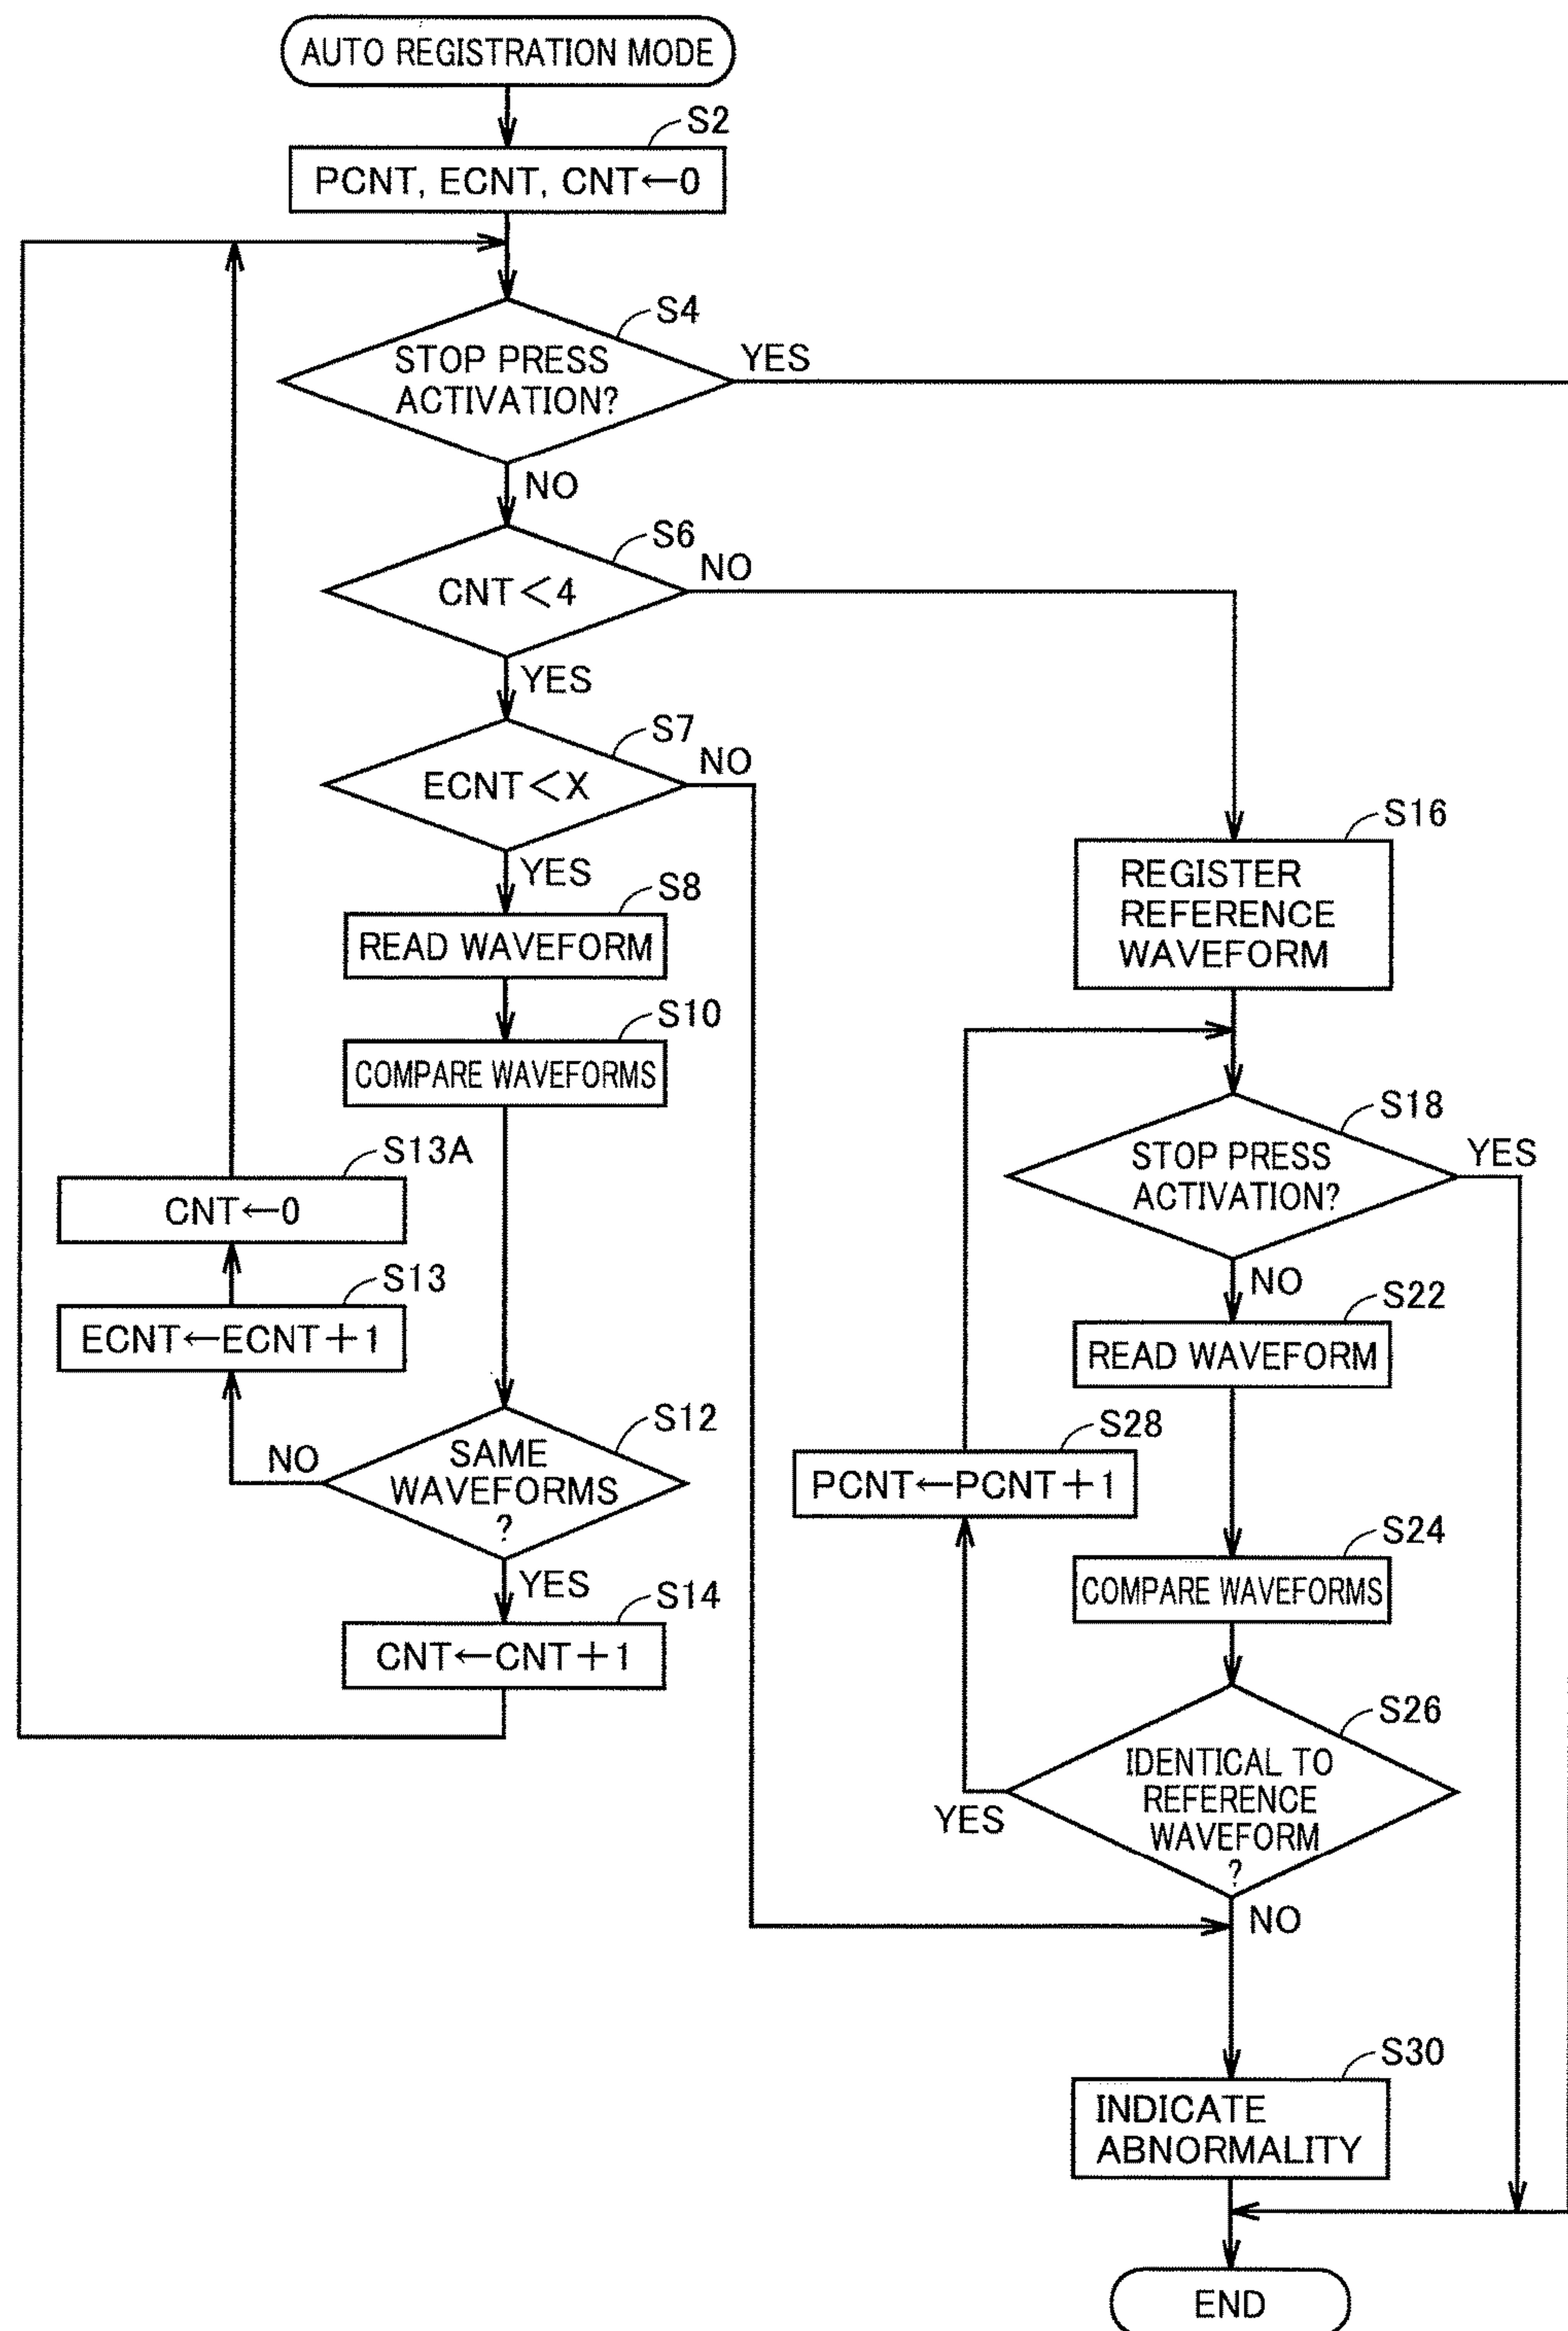 AUTO REGISTRATION MODE
S2
PCNT, ECNT, CNT←0
S4
STOP PRESS
ACTIVATION?
YES
NO
S6
CNT<4
NO
YES
S7
ECNT<X
NO
YES
S8
READ WAVEFORM
S10
COMPARE WAVEFORMS
S13A
CNT←0
S13
ECNT←ECNT+1
S12
SAME
WAVEFORMS
?
NO
YES
S14
CNT←CNT+1
S16
REGISTER
REFERENCE
WAVEFORM
S18
STOP PRESS
ACTIVATION?
YES
NO
S22
READ WAVEFORM
S28
PCNT←PCNT+1
S24
COMPARE WAVEFORMS
S26
IDENTICAL TO
REFERENCE
WAVEFORM
?
YES
NO
S30
INDICATE
ABNORMALITY
END